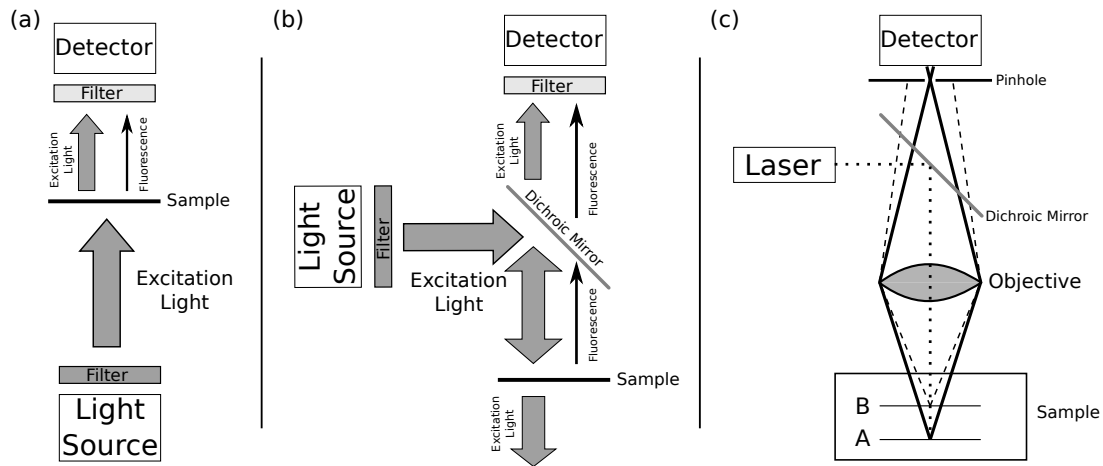 (a)
Detector
Filter
Excitation
Light
Fluorescence
Sample
Excitation
Light
Filter
Light
Source
(b)
Detector
Filter
Excitation
Light
Fluorescence
Dichroic Mirror
Light
Source
Filter
Excitation
Light
Fluorescence
Sample
Excitation
Light
(c)
Detector
Pinhole
Laser
Dichroic Mirror
Objective
B
A
Sample